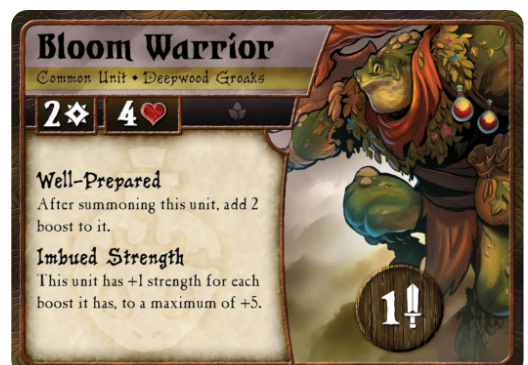 Bloom Warrior
Common Unit • Deepwood Groaks
2 4
Well-Prepared
After summoning this unit, add 2
boost to it.
Imbued Strength
This unit has +1 strength for each
boost it has, to a maximum of +5.
1